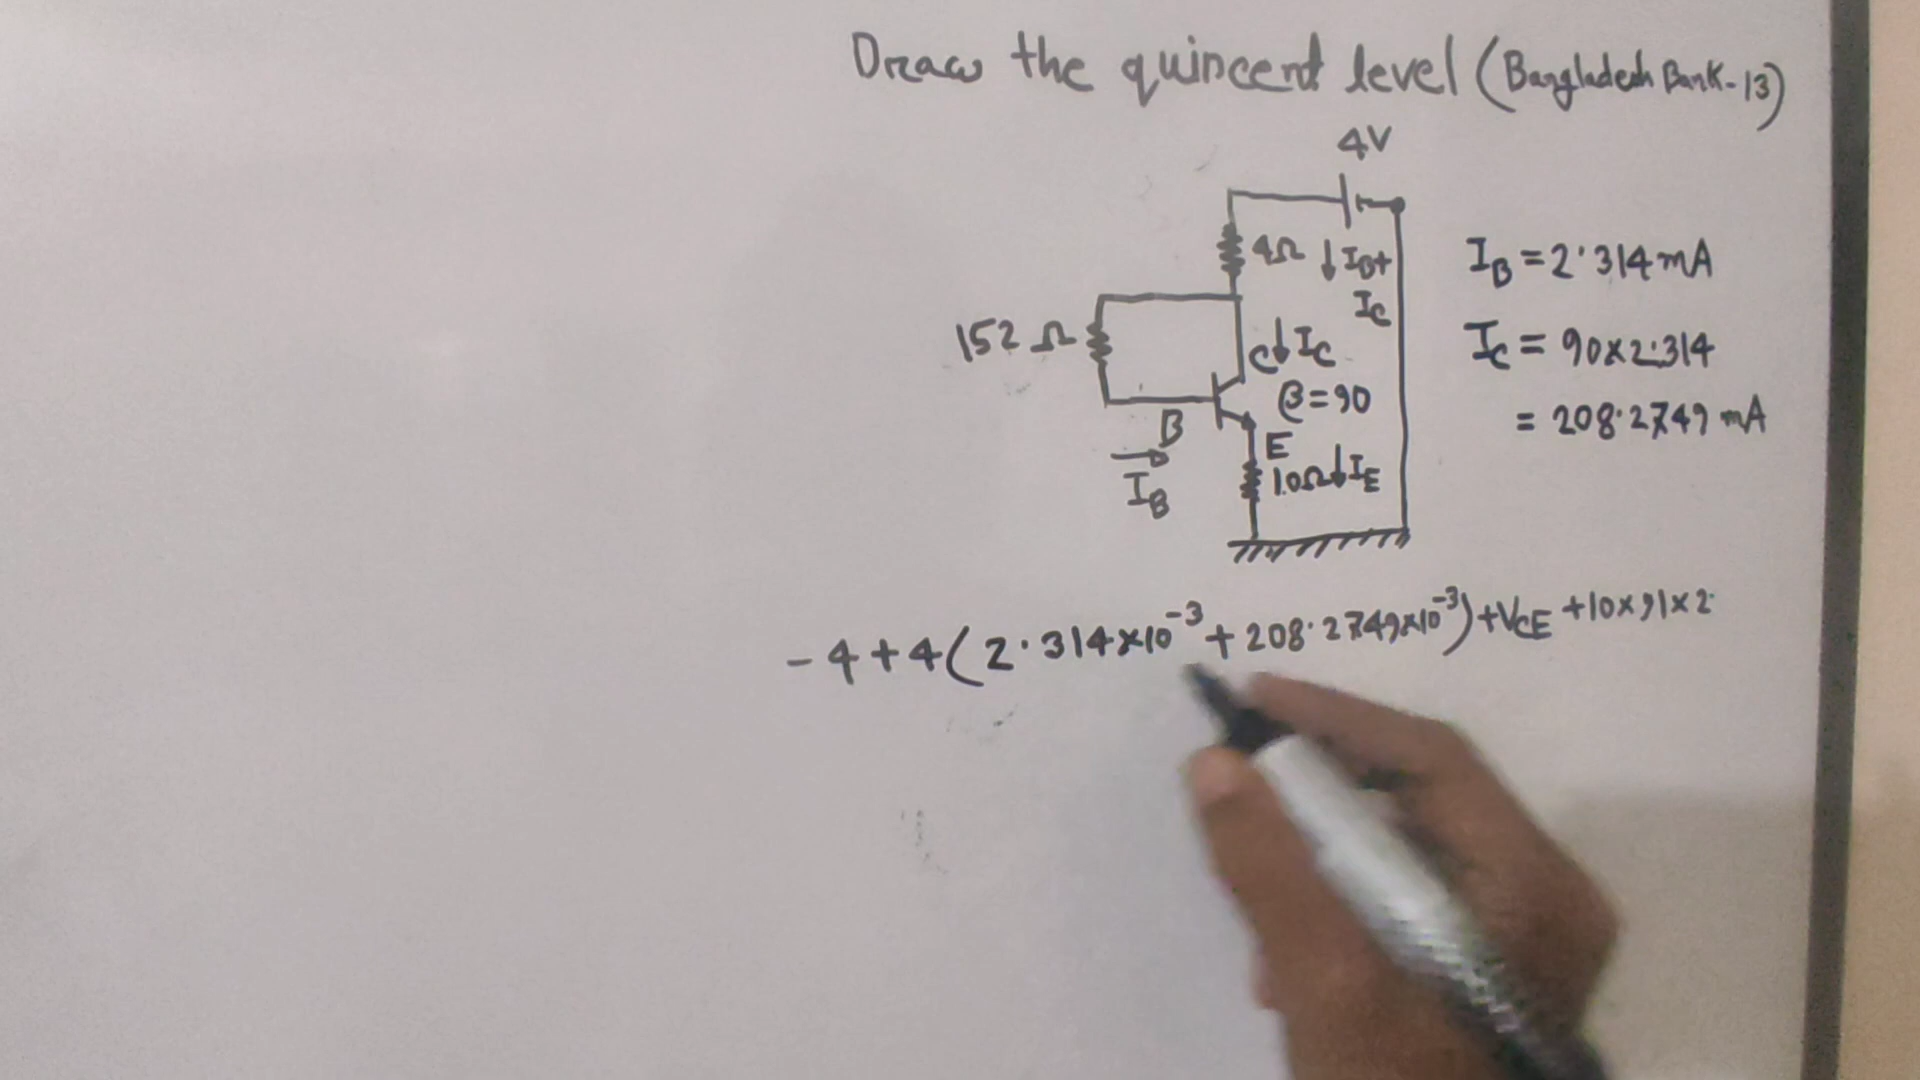 Draw the quincent level (Bangladesh Bank-13)
4V
4Ω ↓ IB+
IC
IB = 2.314 mA
152 Ω
C ↓ IC
IC = 90×2.314
β=90
= 208.2749 mA
B
E
10Ω ↓ IE
IB
-4+4(2.314×10⁻³+208.2749×10⁻³)+VCE+10×91×2.